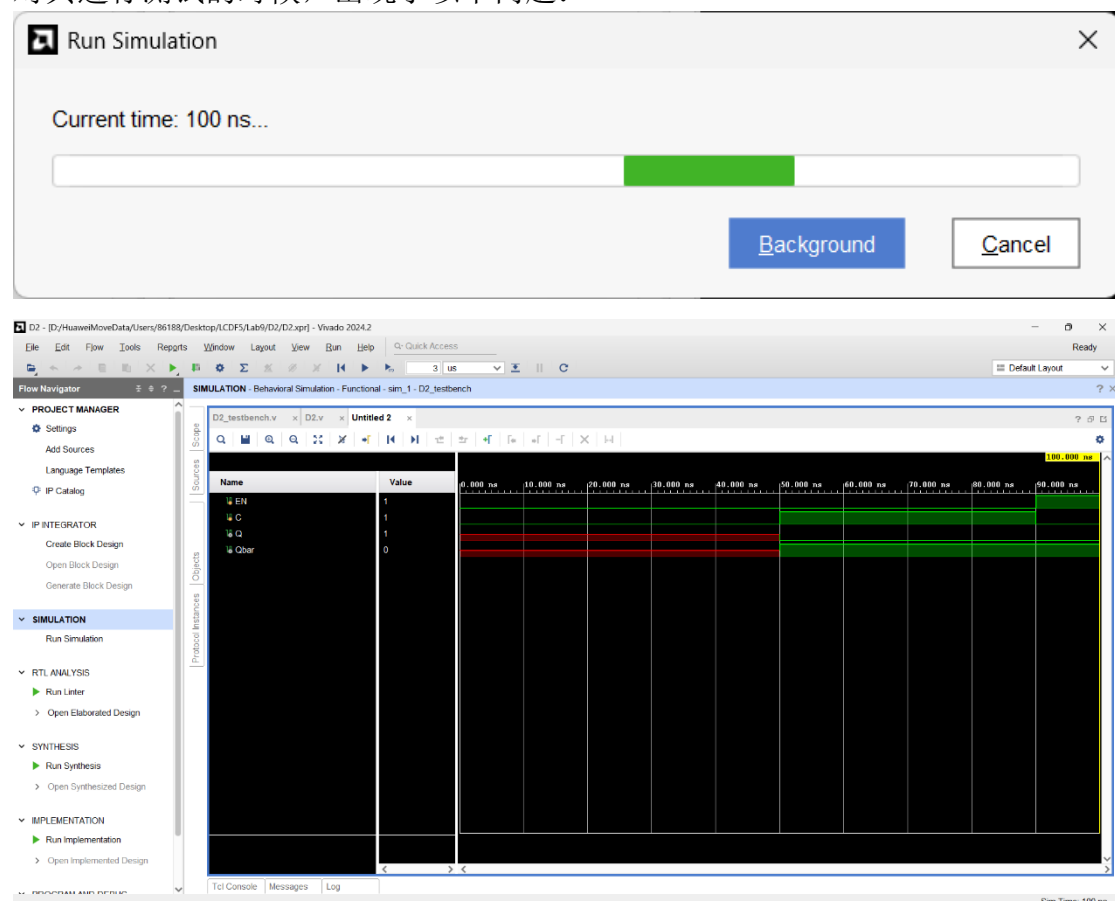 Run Simulation
Current time: 100 ns...
Background
Cancel
D2 - [D:/HuaweiMoveData/Users/86188/Desktop/LCDF5/Lab9/D2/D2.xpr] - Vivado 2024.2
File Edit Flow Tools Reports Window Layout View Run Help Q- Quick Access
Ready
3 us
Default Layout
Flow Navigator
SIMULATION - Behavioral Simulation - Functional - sim_1 - D2_testbench
PROJECT MANAGER
Settings
Add Sources
Language Templates
IP Catalog
IP INTEGRATOR
Create Block Design
Open Block Design
Generate Block Design
SIMULATION
Run Simulation
RTL ANALYSIS
Run Linter
Open Elaborated Design
SYNTHESIS
Run Synthesis
Open Synthesized Design
IMPLEMENTATION
Run Implementation
Open Implemented Design
Scope
Sources
Objects
Protocol Instances
D2_testbench.v
D2.v
Untitled 2
100.000 ns
Name Value
0.000 ns 10.000 ns 20.000 ns 30.000 ns 40.000 ns 50.000 ns 60.000 ns 70.000 ns 80.000 ns 90.000 ns
EN 1
C 1
Q 1
Qbar 0
Tcl Console Messages Log